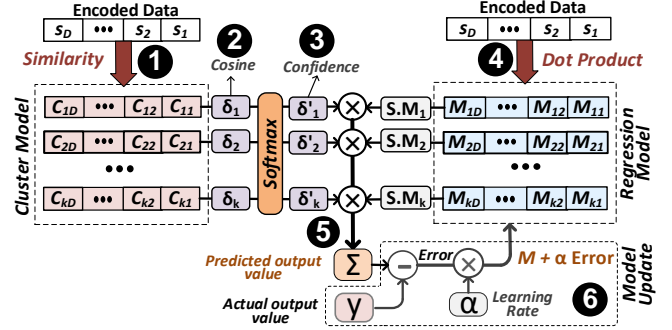 Encoded Data
S_D ••• S_2 S_1
Similarity
1
2
Cosine
3
Confidence
Encoded Data
S_D ••• S_2 S_1
4
Dot Product
Cluster Model
C_1D ••• C_12 C_11
δ_1
δ'_1
×
S.M_1
M_1D ••• M_12 M_11
C_2D ••• C_22 C_21
δ_2
δ'_2
×
S.M_2
M_2D ••• M_22 M_21
•••
Softmax
•••
C_kD ••• C_k2 C_k1
δ_k
δ'_k
×
S.M_k
M_kD ••• M_k2 M_k1
Regression
Model
5
Predicted output
value
Σ
−
Error
×
M + α Error
Actual output
value
y
α
Learning
Rate
6
Model
Update